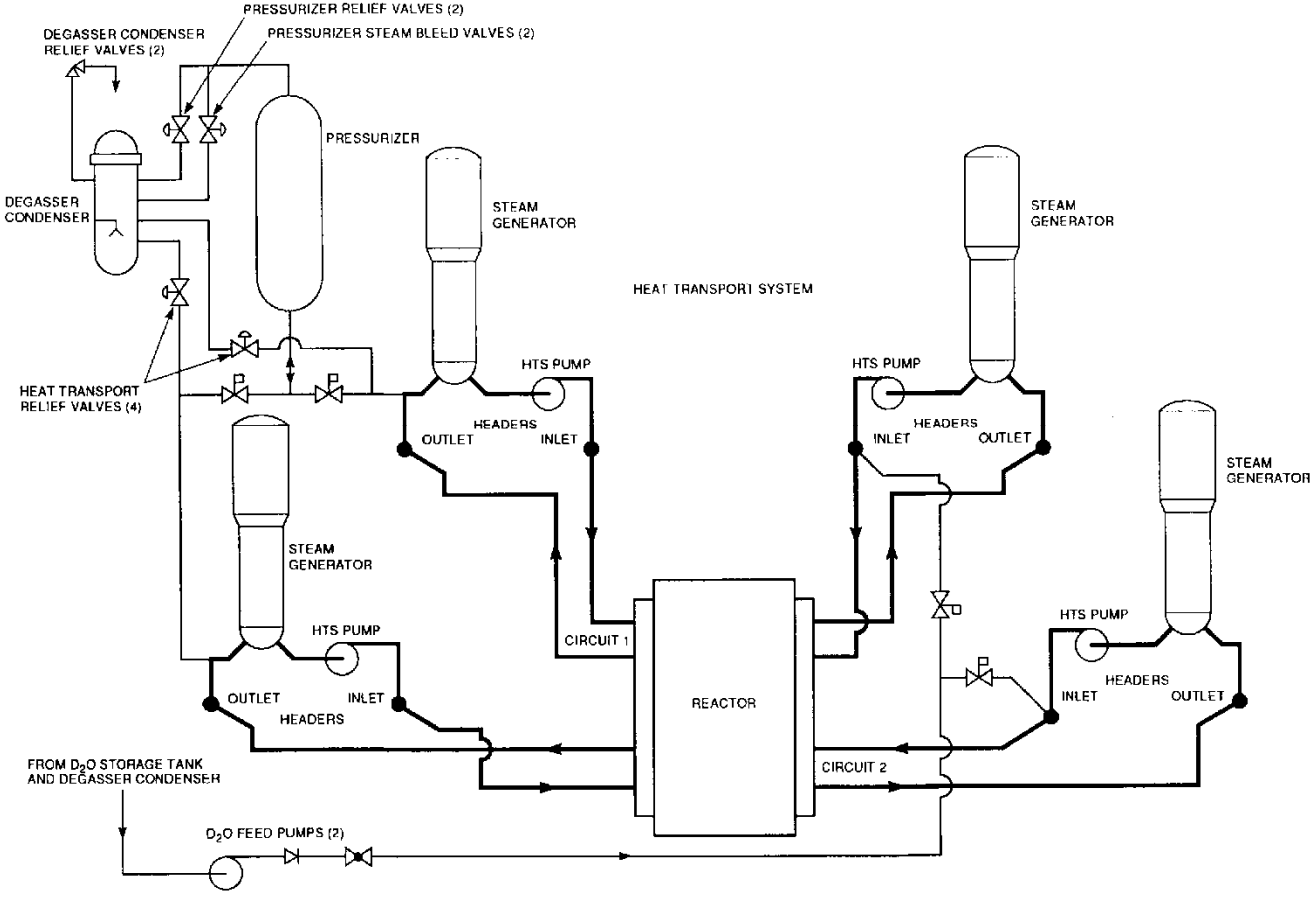 PRESSURIZER RELIEF VALVES (2)
DEGASSER CONDENSER
RELIEF VALVES (2)
PRESSURIZER STEAM BLEED VALVES (2)
PRESSURIZER
DEGASSER
CONDENSER
STEAM
GENERATOR
STEAM
GENERATOR
HEAT TRANSPORT SYSTEM
HTS PUMP
HTS PUMP
HEAT TRANSPORT
RELIEF VALVES (4)
HEADERS
OUTLET
INLET
HEADERS
INLET
OUTLET
STEAM
GENERATOR
STEAM
GENERATOR
HTS PUMP
CIRCUIT 1
HTS PUMP
OUTLET
INLET
HEADERS
REACTOR
HEADERS
INLET
OUTLET
FROM D2O STORAGE TANK
AND DEGASSER CONDENSER
CIRCUIT 2
D2O FEED PUMPS (2)